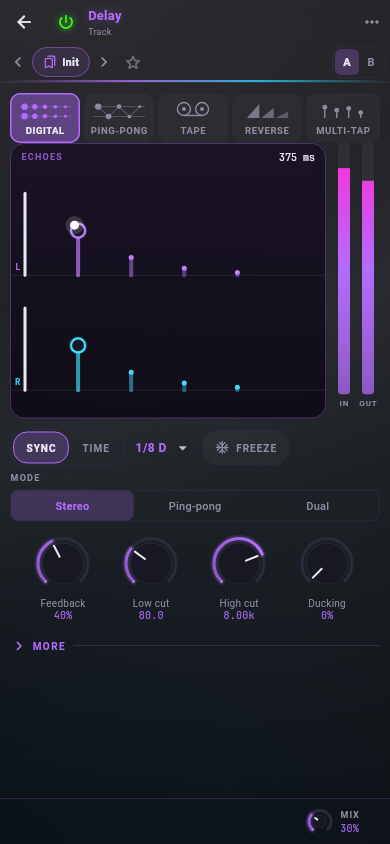 Delay
Track
Init
A B
DIGITAL PING-PONG TAPE REVERSE MULTI-TAP
ECHOES 375 ms
L
R
IN OUT
SYNC TIME 1/8 D FREEZE
MODE
Stereo Ping-pong Dual
Feedback Low cut High cut Ducking
40% 80.0 8.00k 0%
MORE
MIX
30%